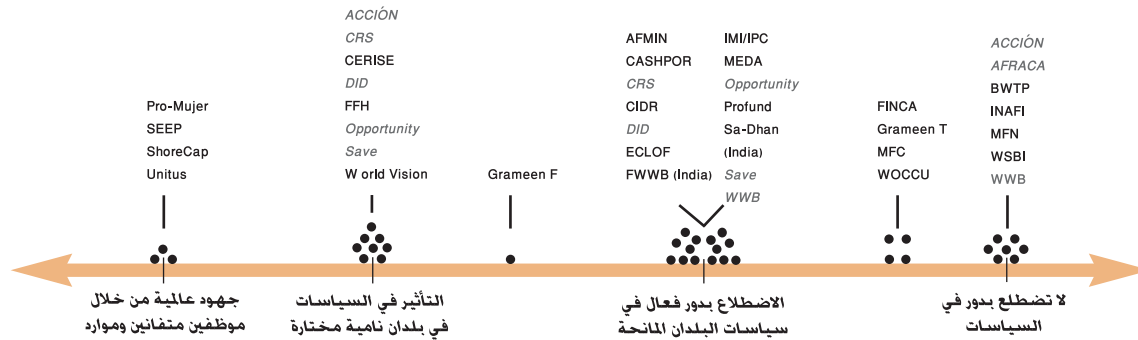 Pro-Mujer
SEEP
ShoreCap
Unitus
ACCIÓN
CRS
CERISE
DID
FFH
Opportunity
Save
W orld Vision
Grameen F
AFMIN
CASHPOR
CRS
CIDR
DID
ECLOF
FWWB (India)
IMI/IPC
MEDA
Opportunity
Profund
Sa-Dhan
(India)
Save
WWB
FINCA
Grameen T
MFC
WOCCU
ACCIÓN
AFRACA
BWTP
INAFI
MFN
WSBI
WWB
لا تضطلع بدور في
السياسات
الاضطلاع بدور فعال في
سياسات البلدان المانحة
التأثير في السياسات
في بلدان نامية مختارة
جهود عالمية من خلال
موظفين متفانين وموارد